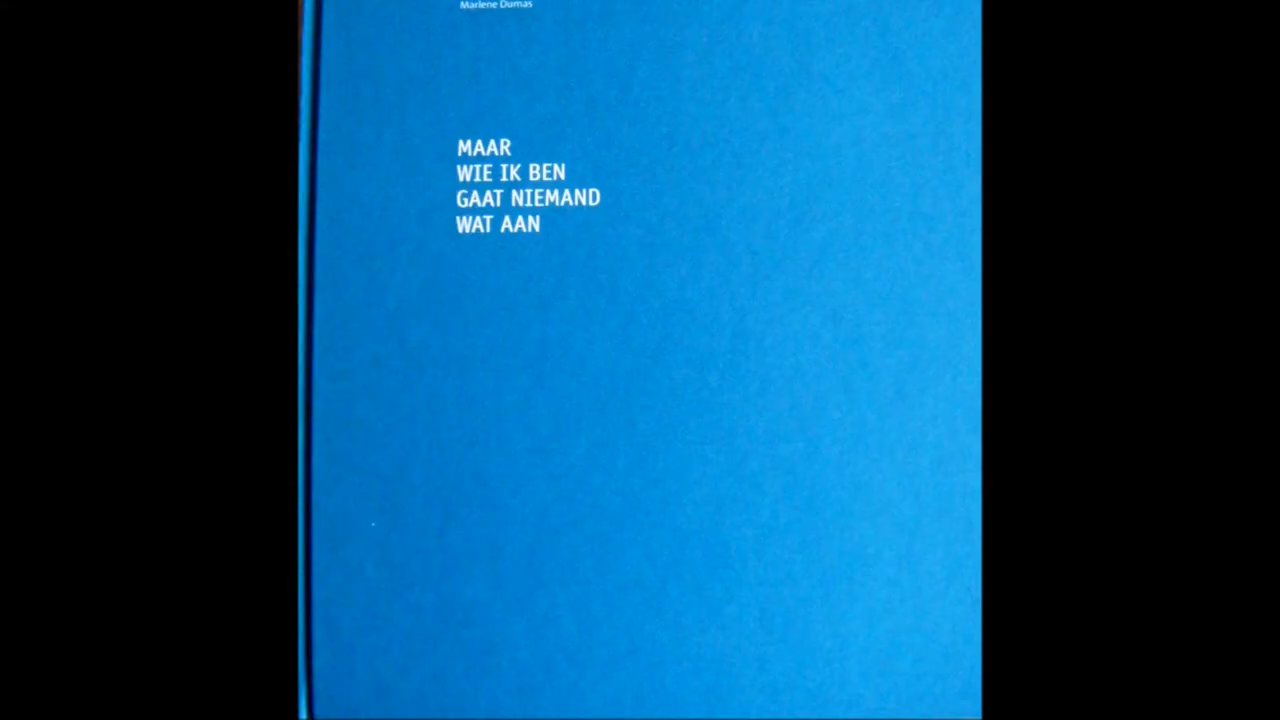 Marlene Dumas
MAAR
WIE IK BEN
GAAT NIEMAND
WAT AAN